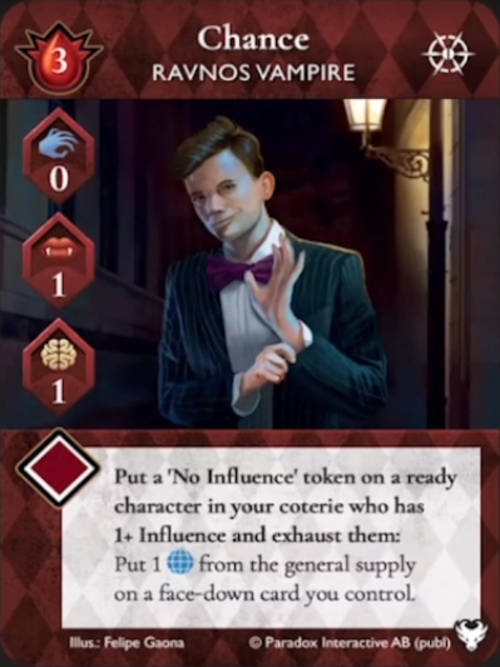 3
Chance
RAVNOS VAMPIRE
0
1
1
Put a 'No Influence' token on a ready
character in your coterie who has
1+ Influence and exhaust them:
Put 1 from the general supply
on a face-down card you control.
Illus.: Felipe Gaona © Paradox Interactive AB (publ)